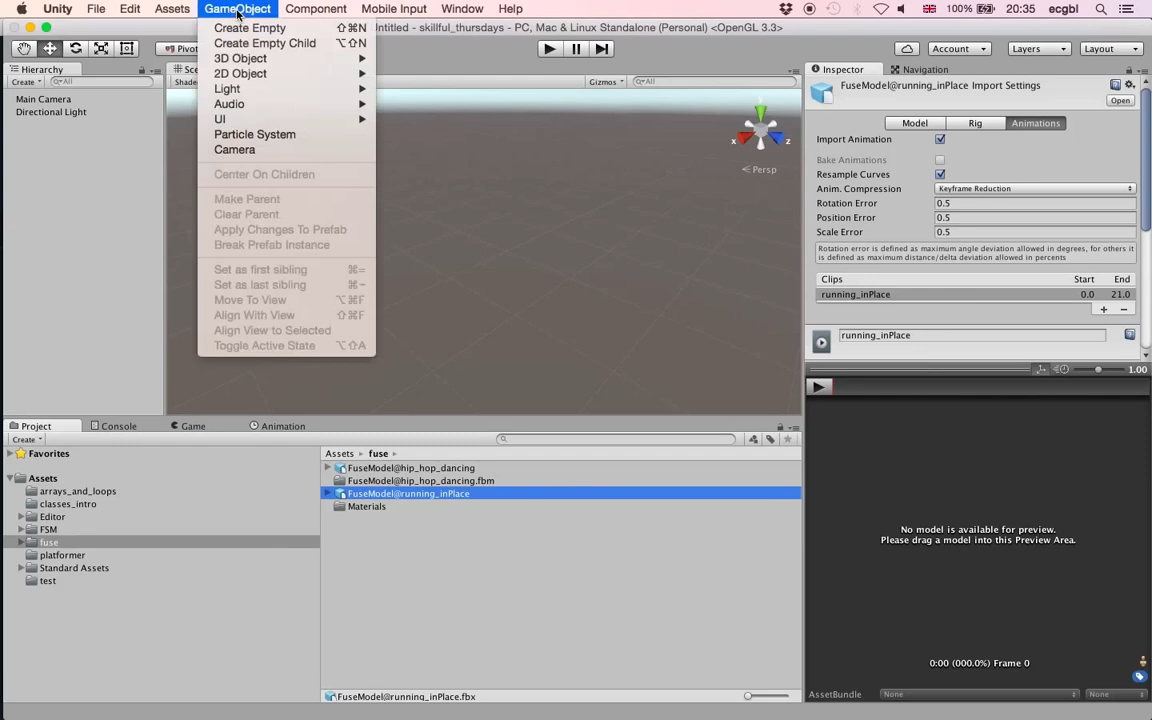 Unity File Edit Assets GameObject Component Mobile Input Window Help 100% 20:35 ecgbl
Untitled - skillful_thursdays - PC, Mac & Linux Standalone (Personal) <OpenGL 3.3>
Pivot Account Layers Layout
Hierarchy
Create All
Main Camera
Directional Light
Create Empty ⇧⌘N
Create Empty Child ⌥⇧N
3D Object
2D Object
Light
Audio
UI
Particle System
Camera
Center On Children
Make Parent
Clear Parent
Apply Changes To Prefab
Break Prefab Instance
Set as first sibling ⌘=
Set as last sibling ⌘-
Move To View ⌥⌘F
Align With View ⇧⌘F
Align View to Selected
Toggle Active State ⌥⇧A
Gizmos All
x z
< Persp
Inspector Navigation
FuseModel@running_inPlace Import Settings
Open
Model Rig Animations
Import Animation
Bake Animations
Resample Curves
Anim. Compression Keyframe Reduction
Rotation Error 0.5
Position Error 0.5
Scale Error 0.5
Rotation error is defined as maximum angle deviation allowed in degrees, for others it
is defined as maximum distance/delta deviation allowed in percents
Clips Start End
running_inPlace 0.0 21.0
+ −
running_inPlace
1.00
No model is available for preview.
Please drag a model into this Preview Area.
0:00 (000.0%) Frame 0
AssetBundle None None
Project Console Game Animation
Create
Favorites
Assets
arrays_and_loops
classes_intro
Editor
FSM
fuse
platformer
Standard Assets
test
Assets fuse
FuseModel@hip_hop_dancing
FuseModel@hip_hop_dancing.fbm
FuseModel@running_inPlace
Materials
FuseModel@running_inPlace.fbx